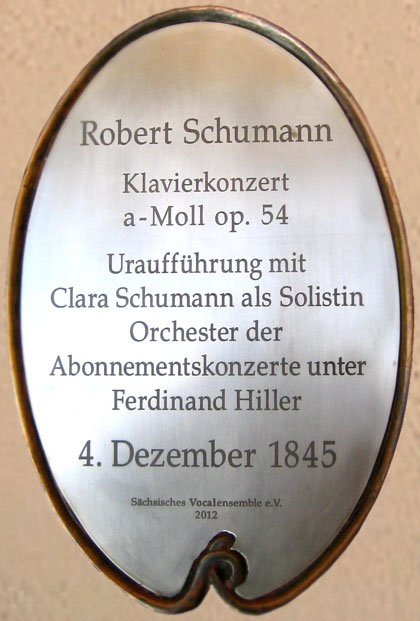 Robert Schumann
Klavierkonzert
a-Moll op. 54
Uraufführung mit
Clara Schumann als Solistin
Orchester der
Abonnementskonzerte unter
Ferdinand Hiller
4. Dezember 1845
Sächsisches Vocalensemble e.V.
2012